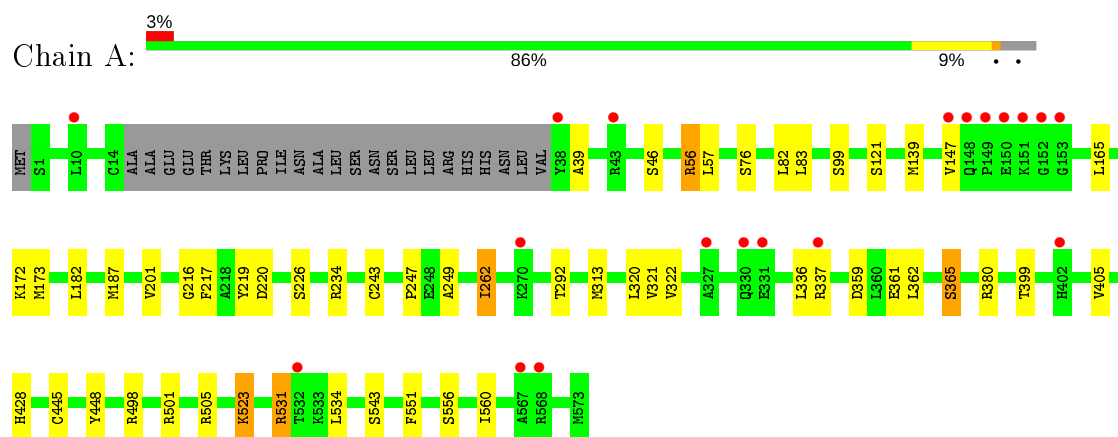 3%
Chain A:
86% 9% • •
MET S1 L10 C14 ALA ALA GLU GLU THR LYS LEU PRO ILE ASN ALA LEU SER ASN SER LEU LEU ARG HIS HIS ASN LEU VAL Y38 A39 R43 S46 R56 L57 S76 L82 L83 S99 S121 M139 V147 Q148 P149 E150 K151 G152 G153 L165
K172 M173 L182 M187 V201 G216 F217 A218 Y219 D220 S226 R234 C243 P247 E248 A249 I262 K270 T292 M313 L320 V321 V322 A327 Q330 E331 L336 R337 D359 L360 E361 L362 S365 R380 T399 H402 V405
H428 C445 Y448 R498 R501 R505 K523 R531 T532 K533 L534 S543 F551 S556 I560 A567 R568 M573